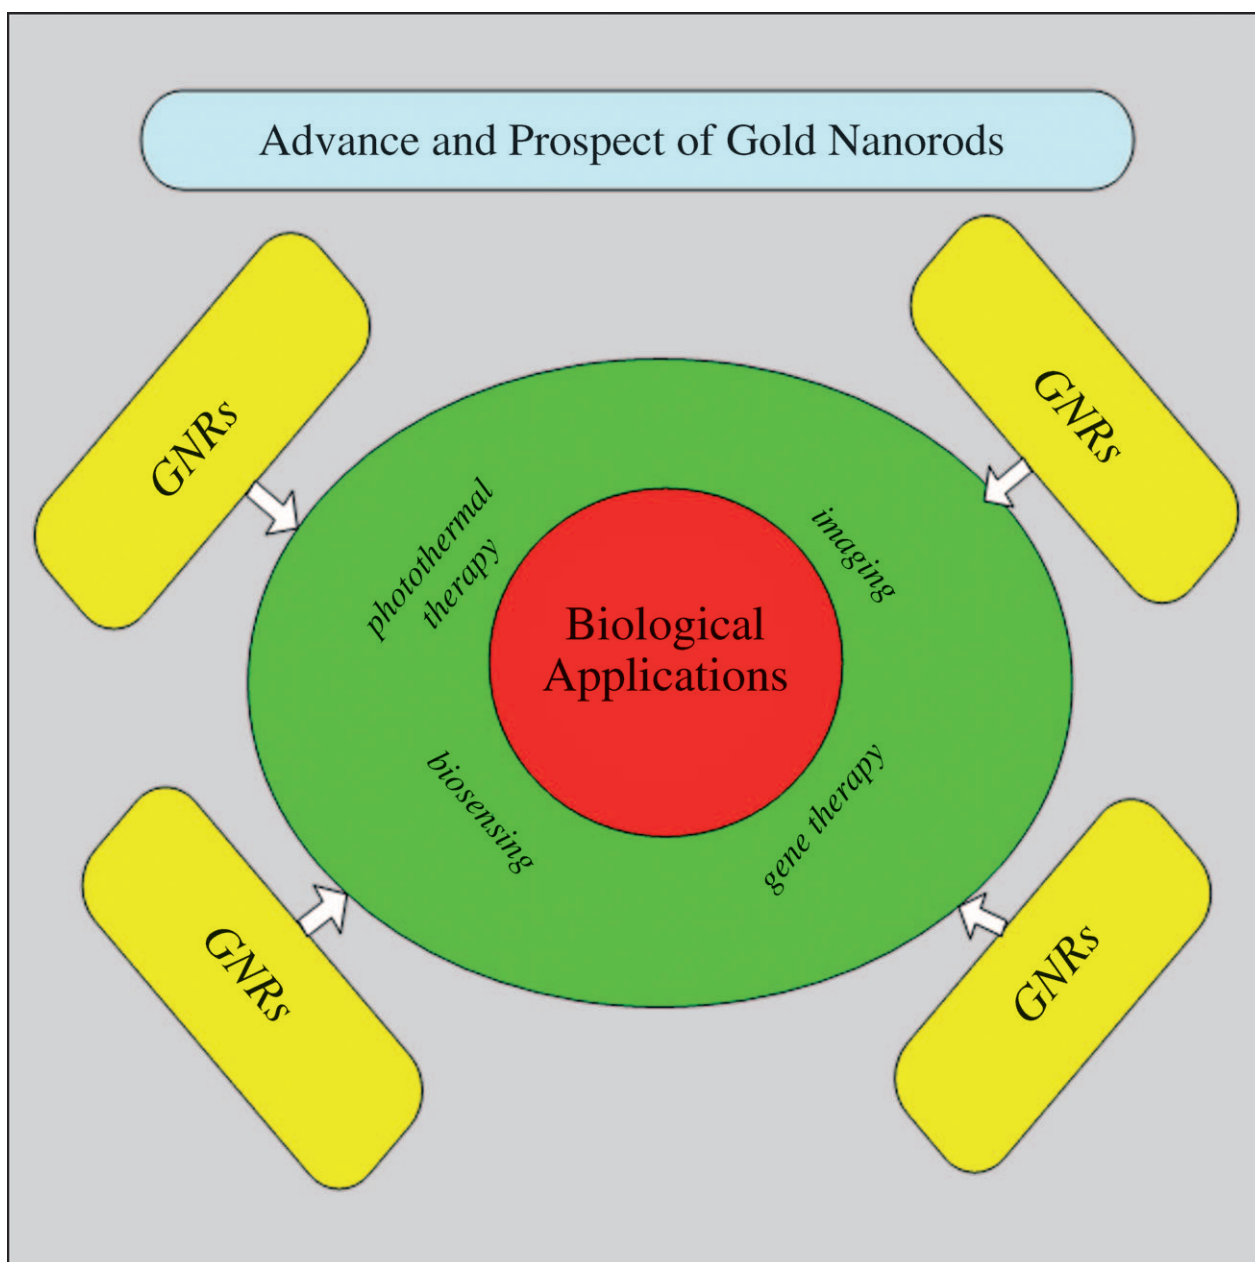 Advance and Prospect of Gold Nanorods
GNRs
GNRs
photothermal
therapy
imaging
Biological
Applications
biosensing
gene therapy
GNRs
GNRs